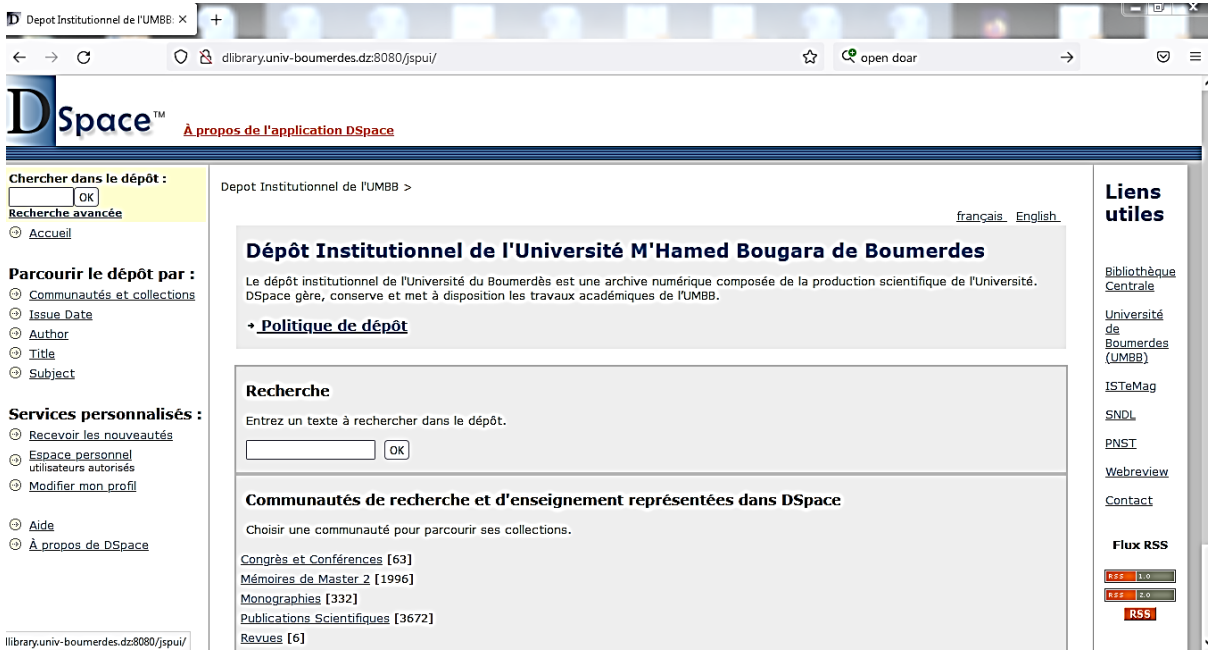 Depot Institutionnel de l'UMBB:
dlibrary.univ-boumerdes.dz:8080/jspui/
open doar
DSpace™
À propos de l'application DSpace
Chercher dans le dépôt :
OK
Recherche avancée
Accueil
Parcourir le dépôt par :
Communautés et collections
Issue Date
Author
Title
Subject
Services personnalisés :
Recevoir les nouveautés
Espace personnel
utilisateurs autorisés
Modifier mon profil
Aide
À propos de DSpace
llibrary.univ-boumerdes.dz:8080/jspui/
Depot Institutionnel de l'UMBB >
français English
Dépôt Institutionnel de l'Université M'Hamed Bougara de Boumerdes
Le dépôt institutionnel de l'Université du Boumerdès est une archive numérique composée de la production scientifique de l'Université.
DSpace gère, conserve et met à disposition les travaux académiques de l'UMBB.
Politique de dépôt
Recherche
Entrez un texte à rechercher dans le dépôt.
OK
Communautés de recherche et d'enseignement représentées dans DSpace
Choisir une communauté pour parcourir ses collections.
Congrès et Conférences [63]
Mémoires de Master 2 [1996]
Monographies [332]
Publications Scientifiques [3672]
Revues [6]
Liens
utiles
Bibliothèque
Centrale
Université
de
Boumerdes
(UMBB)
ISTeMag
SNDL
PNST
Webreview
Contact
Flux RSS
RSS 1.0
RSS 2.0
RSS